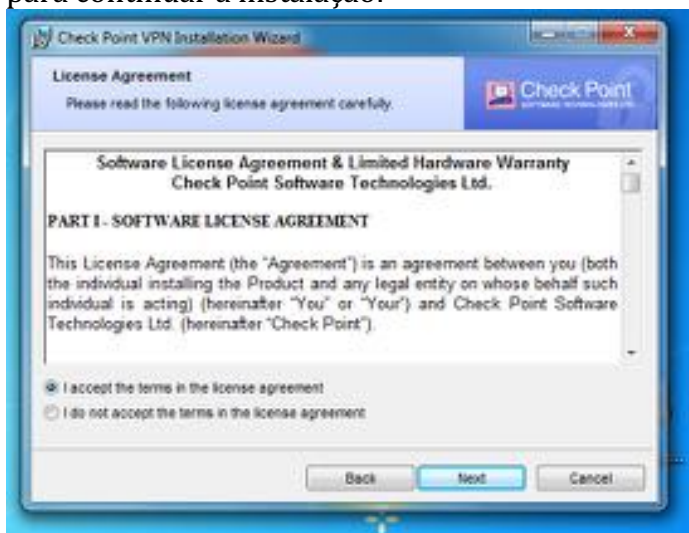 para continuar a instalação.
Check Point VPN Installation Wizard
License Agreement
Please read the following license agreement carefully.
Check Point
SOFTWARE TECHNOLOGIES LTD.
Software License Agreement & Limited Hardware Warranty
Check Point Software Technologies Ltd.
PART I - SOFTWARE LICENSE AGREEMENT
This License Agreement (the "Agreement") is an agreement between you (both
the individual installing the Product and any legal entity on whose behalf such
individual is acting) (hereinafter "You" or "Your") and Check Point Software
Technologies Ltd. (hereinafter "Check Point").
I accept the terms in the license agreement
I do not accept the terms in the license agreement
Back
Next
Cancel